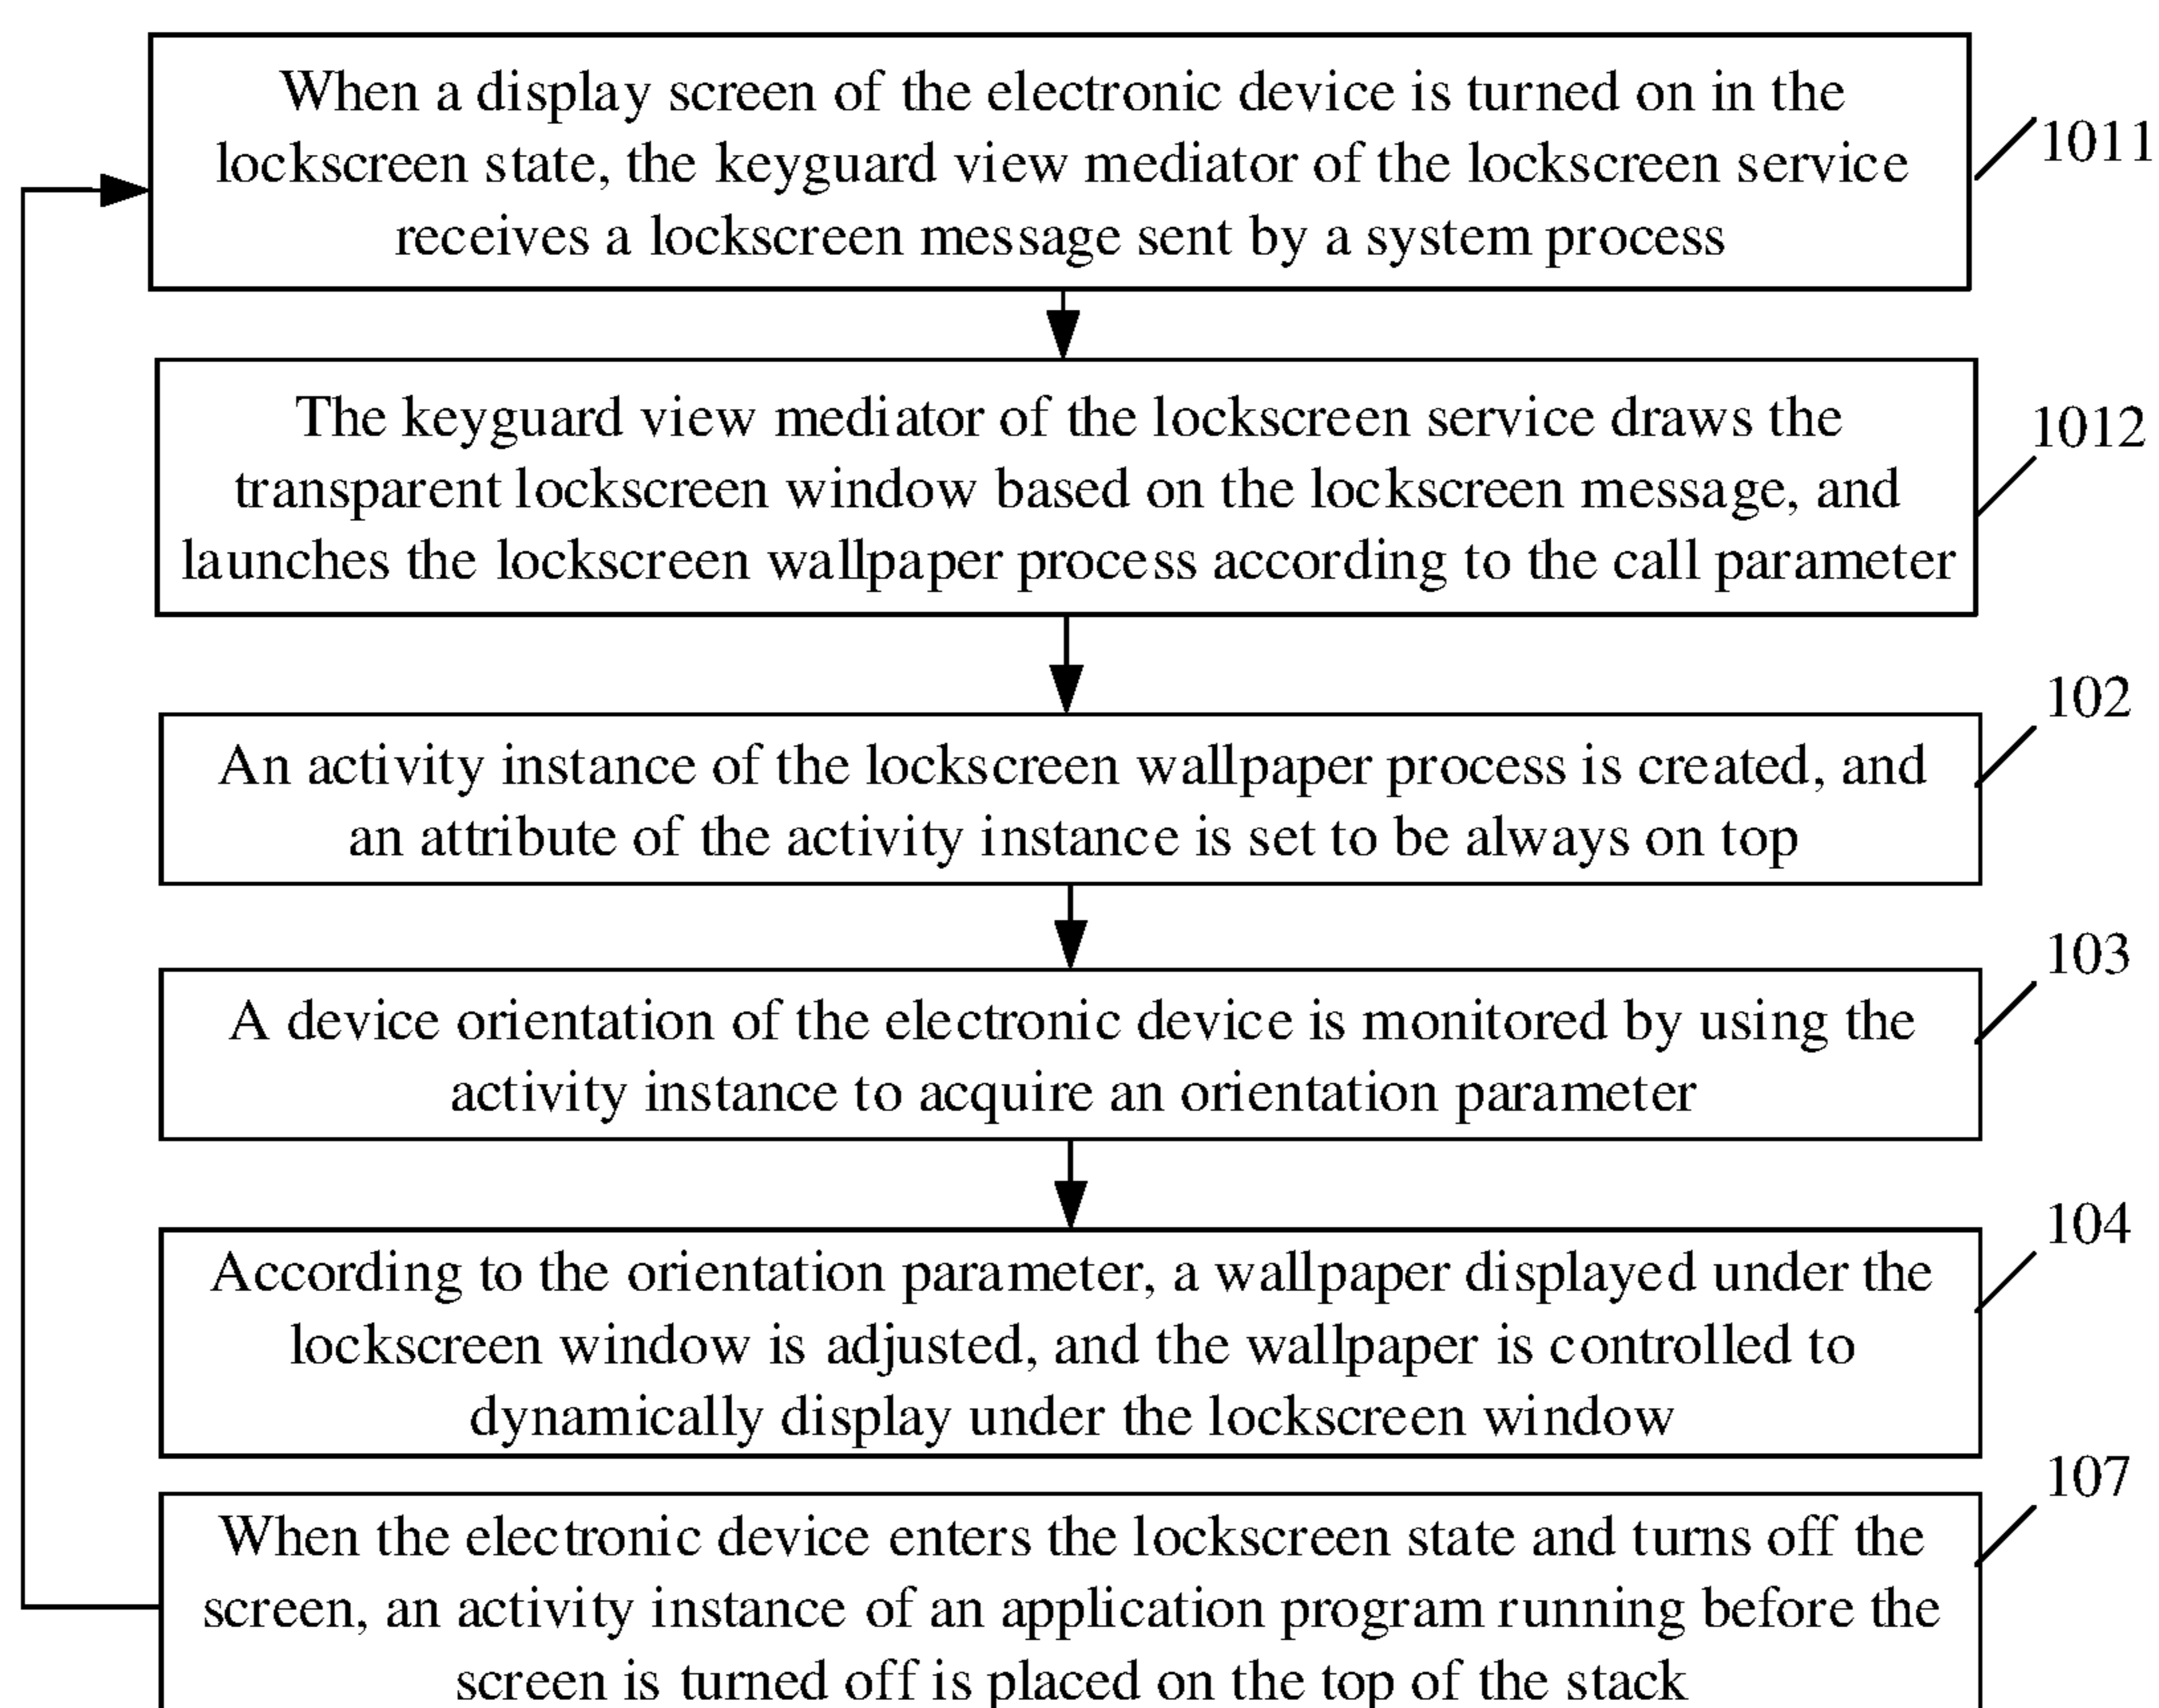 When a display screen of the electronic device is turned on in the
lockscreen state, the keyguard view mediator of the lockscreen service
receives a lockscreen message sent by a system process
1011
The keyguard view mediator of the lockscreen service draws the
transparent lockscreen window based on the lockscreen message, and
launches the lockscreen wallpaper process according to the call parameter
1012
An activity instance of the lockscreen wallpaper process is created, and
an attribute of the activity instance is set to be always on top
102
A device orientation of the electronic device is monitored by using the
activity instance to acquire an orientation parameter
103
According to the orientation parameter, a wallpaper displayed under the
lockscreen window is adjusted, and the wallpaper is controlled to
dynamically display under the lockscreen window
104
When the electronic device enters the lockscreen state and turns off the
screen, an activity instance of an application program running before the
screen is turned off is placed on the top of the stack
107